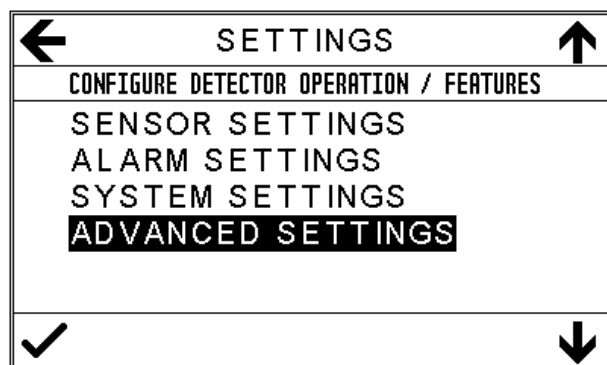 SETTINGS
CONFIGURE DETECTOR OPERATION / FEATURES
SENSOR SETTINGS
ALARM SETTINGS
SYSTEM SETTINGS
ADVANCED SETTINGS